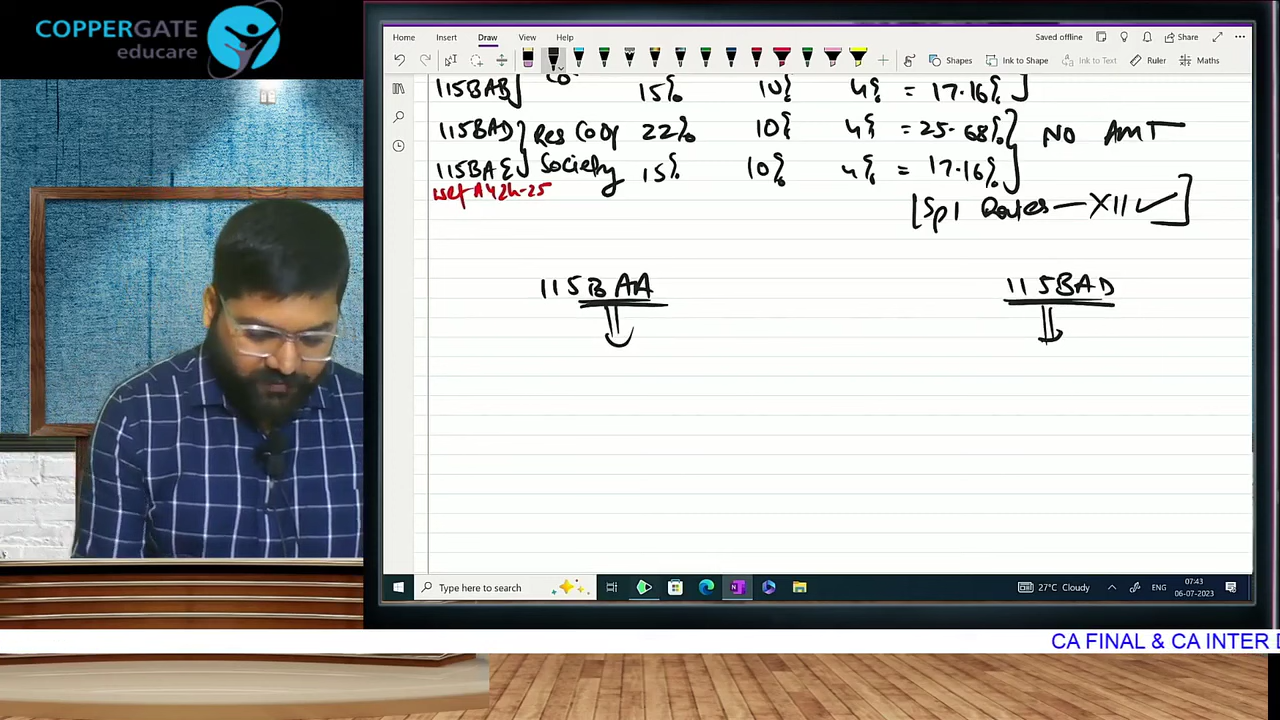 COPPERGATE
educare
Home Insert Draw View Help
Saved offline
Share
Shapes Ink to Shape Ink to Text Replay Maths
115BAB] Co. 15% 10% 4% = 17.16%]
115BAD] Res CoOp 22% 10% 4% = 25.68%] NO AMT
115BAE] Society 15% 10% 4% = 17.16%]
wef AY 24-25
[Spl Rates — XII ✓]
115BAA 115BAD
Type here to search
27°C Cloudy
ENG
07:43
06-07-2023
CA FINAL & CA INTER D